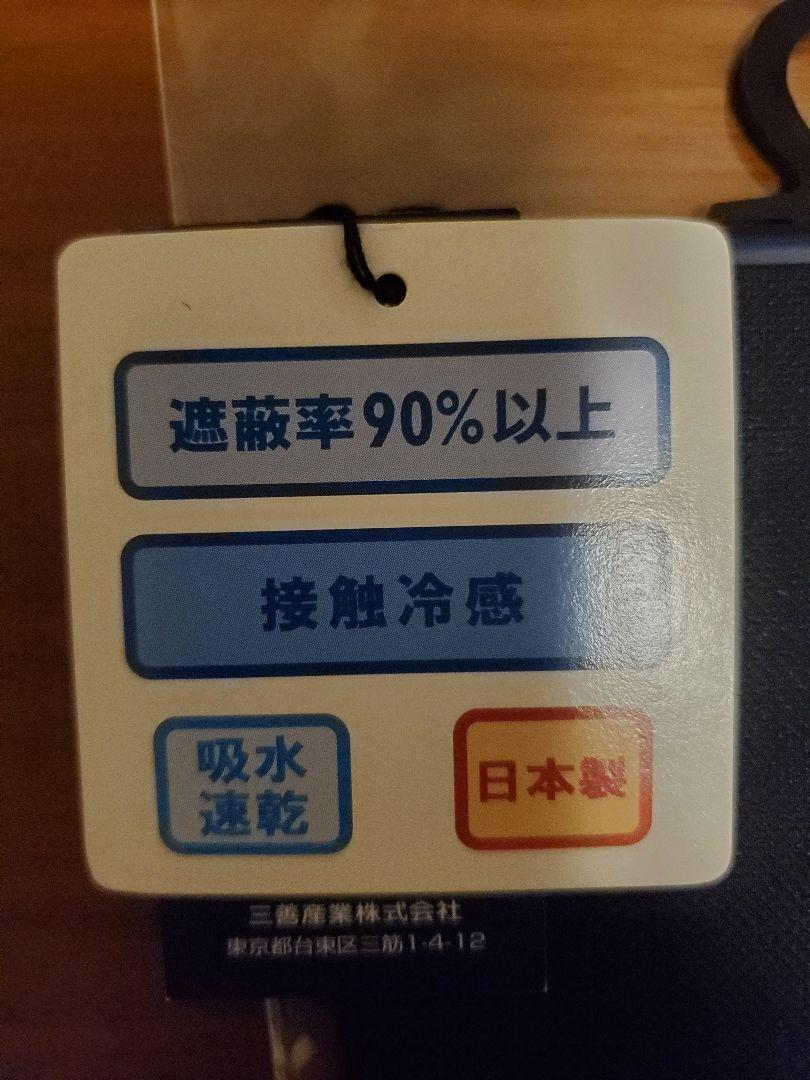 遮蔽率90%以上
接触冷感
吸水
速乾
日本製
三善産業株式会社
東京都台東区三筋1-4-12